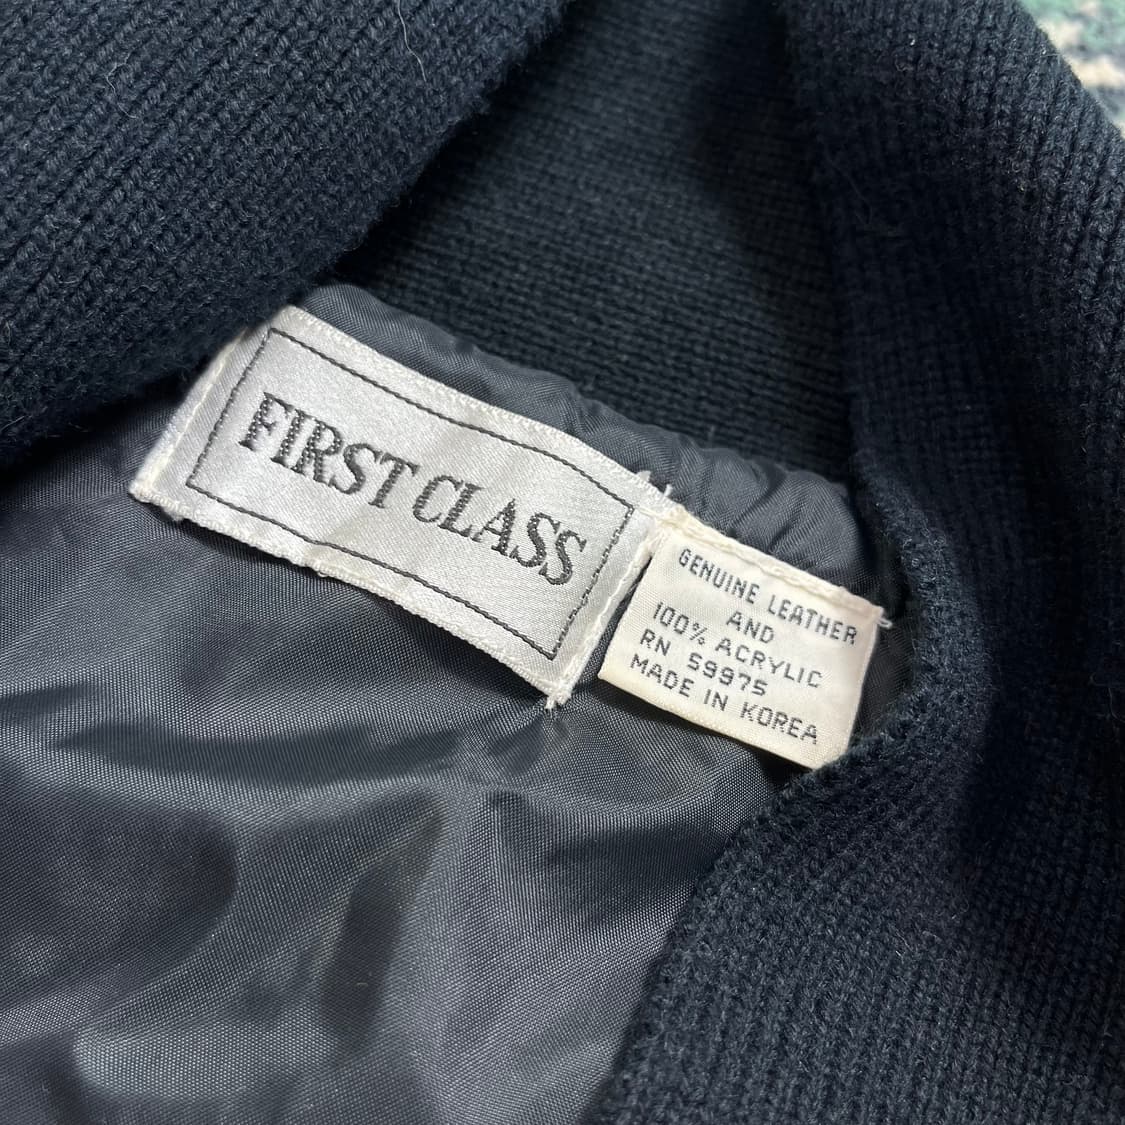 FIRST CLASS
GENUINE LEATHER
AND
100% ACRYLIC
RN 59975
MADE IN KOREA